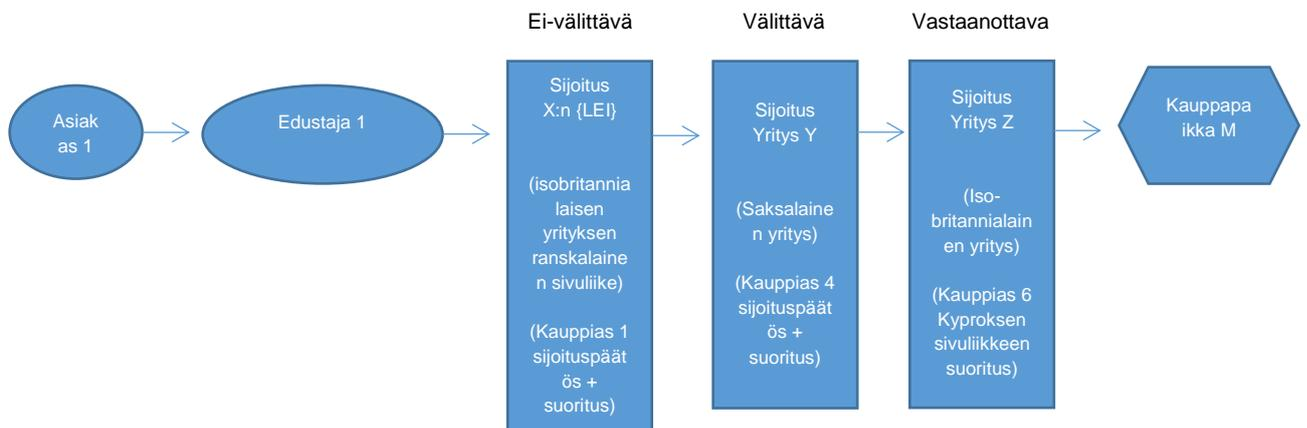 Ei-välittävä
Välittävä
Vastaanottava
Asiak
as 1
Edustaja 1
Sijoitus
X:n {LEI}
(isobritannia
laisen
yrityksen
ranskalaine
n sivuliike)
(Kauppias 1
sijoituspäät
ös +
suoritus)
Sijoitus
Yritys Y
(Saksalaine
n yritys)
(Kauppias 4
sijoituspäät
ös +
suoritus)
Sijoitus
Yritys Z
(Iso-
britannialain
en yritys)
(Kauppias 6
Kyproksen
sivuliikkeen
suoritus)
Kauppapa
ikka M